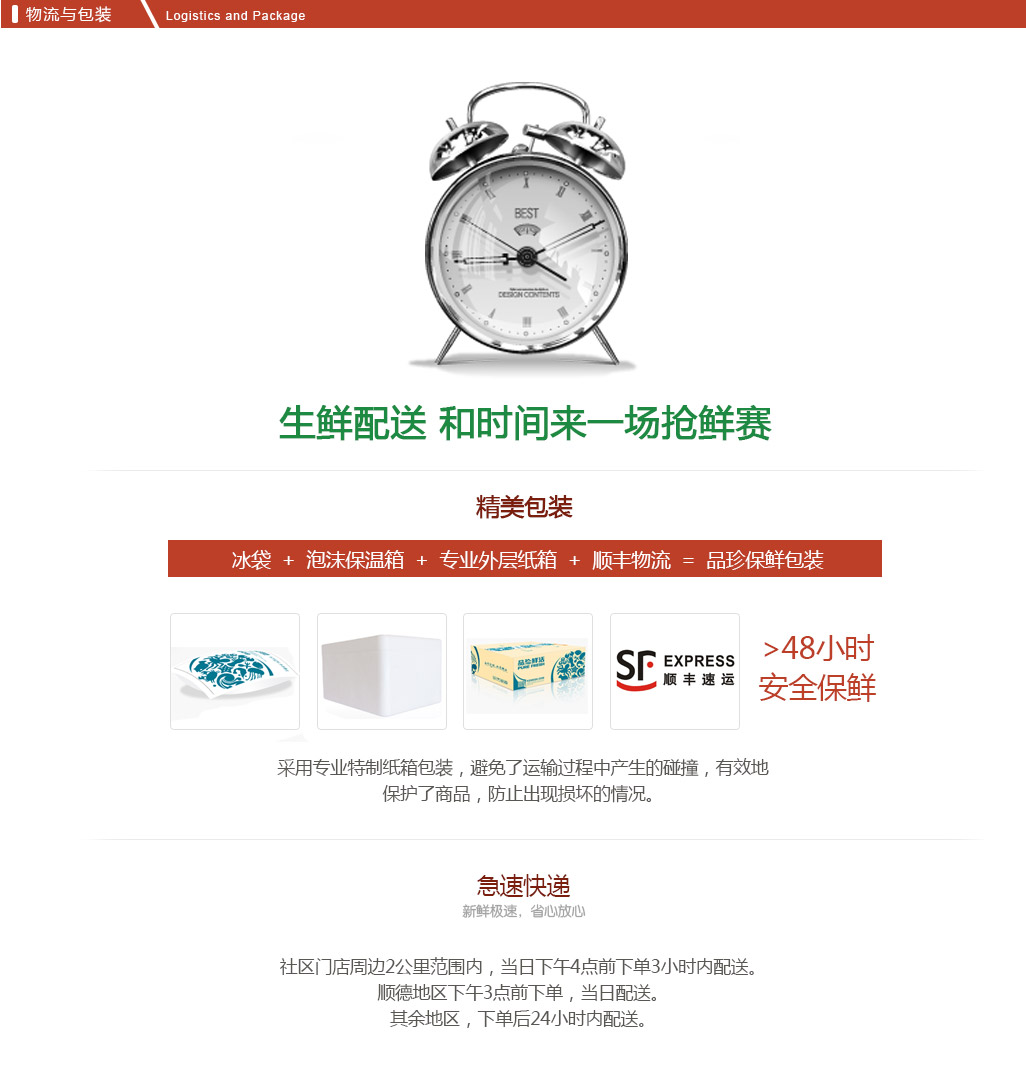 物流与包装
Logistics and Package
BEST
DESIGN CONTENTS
生鲜配送 和时间来一场抢鲜赛
精美包装
冰袋 + 泡沫保温箱 + 专业外层纸箱 + 顺丰物流 = 品珍保鲜包装
品珍鲜活
PURE FRESH
SF EXPRESS
顺丰速运
>48小时
安全保鲜
采用专业特制纸箱包装，避免了运输过程中产生的碰撞，有效地
保护了商品，防止出现损坏的情况。
急速快递
新鲜极速，省心放心
社区门店周边2公里范围内，当日下午4点前下单3小时内配送。
顺德地区下午3点前下单，当日配送。
其余地区，下单后24小时内配送。